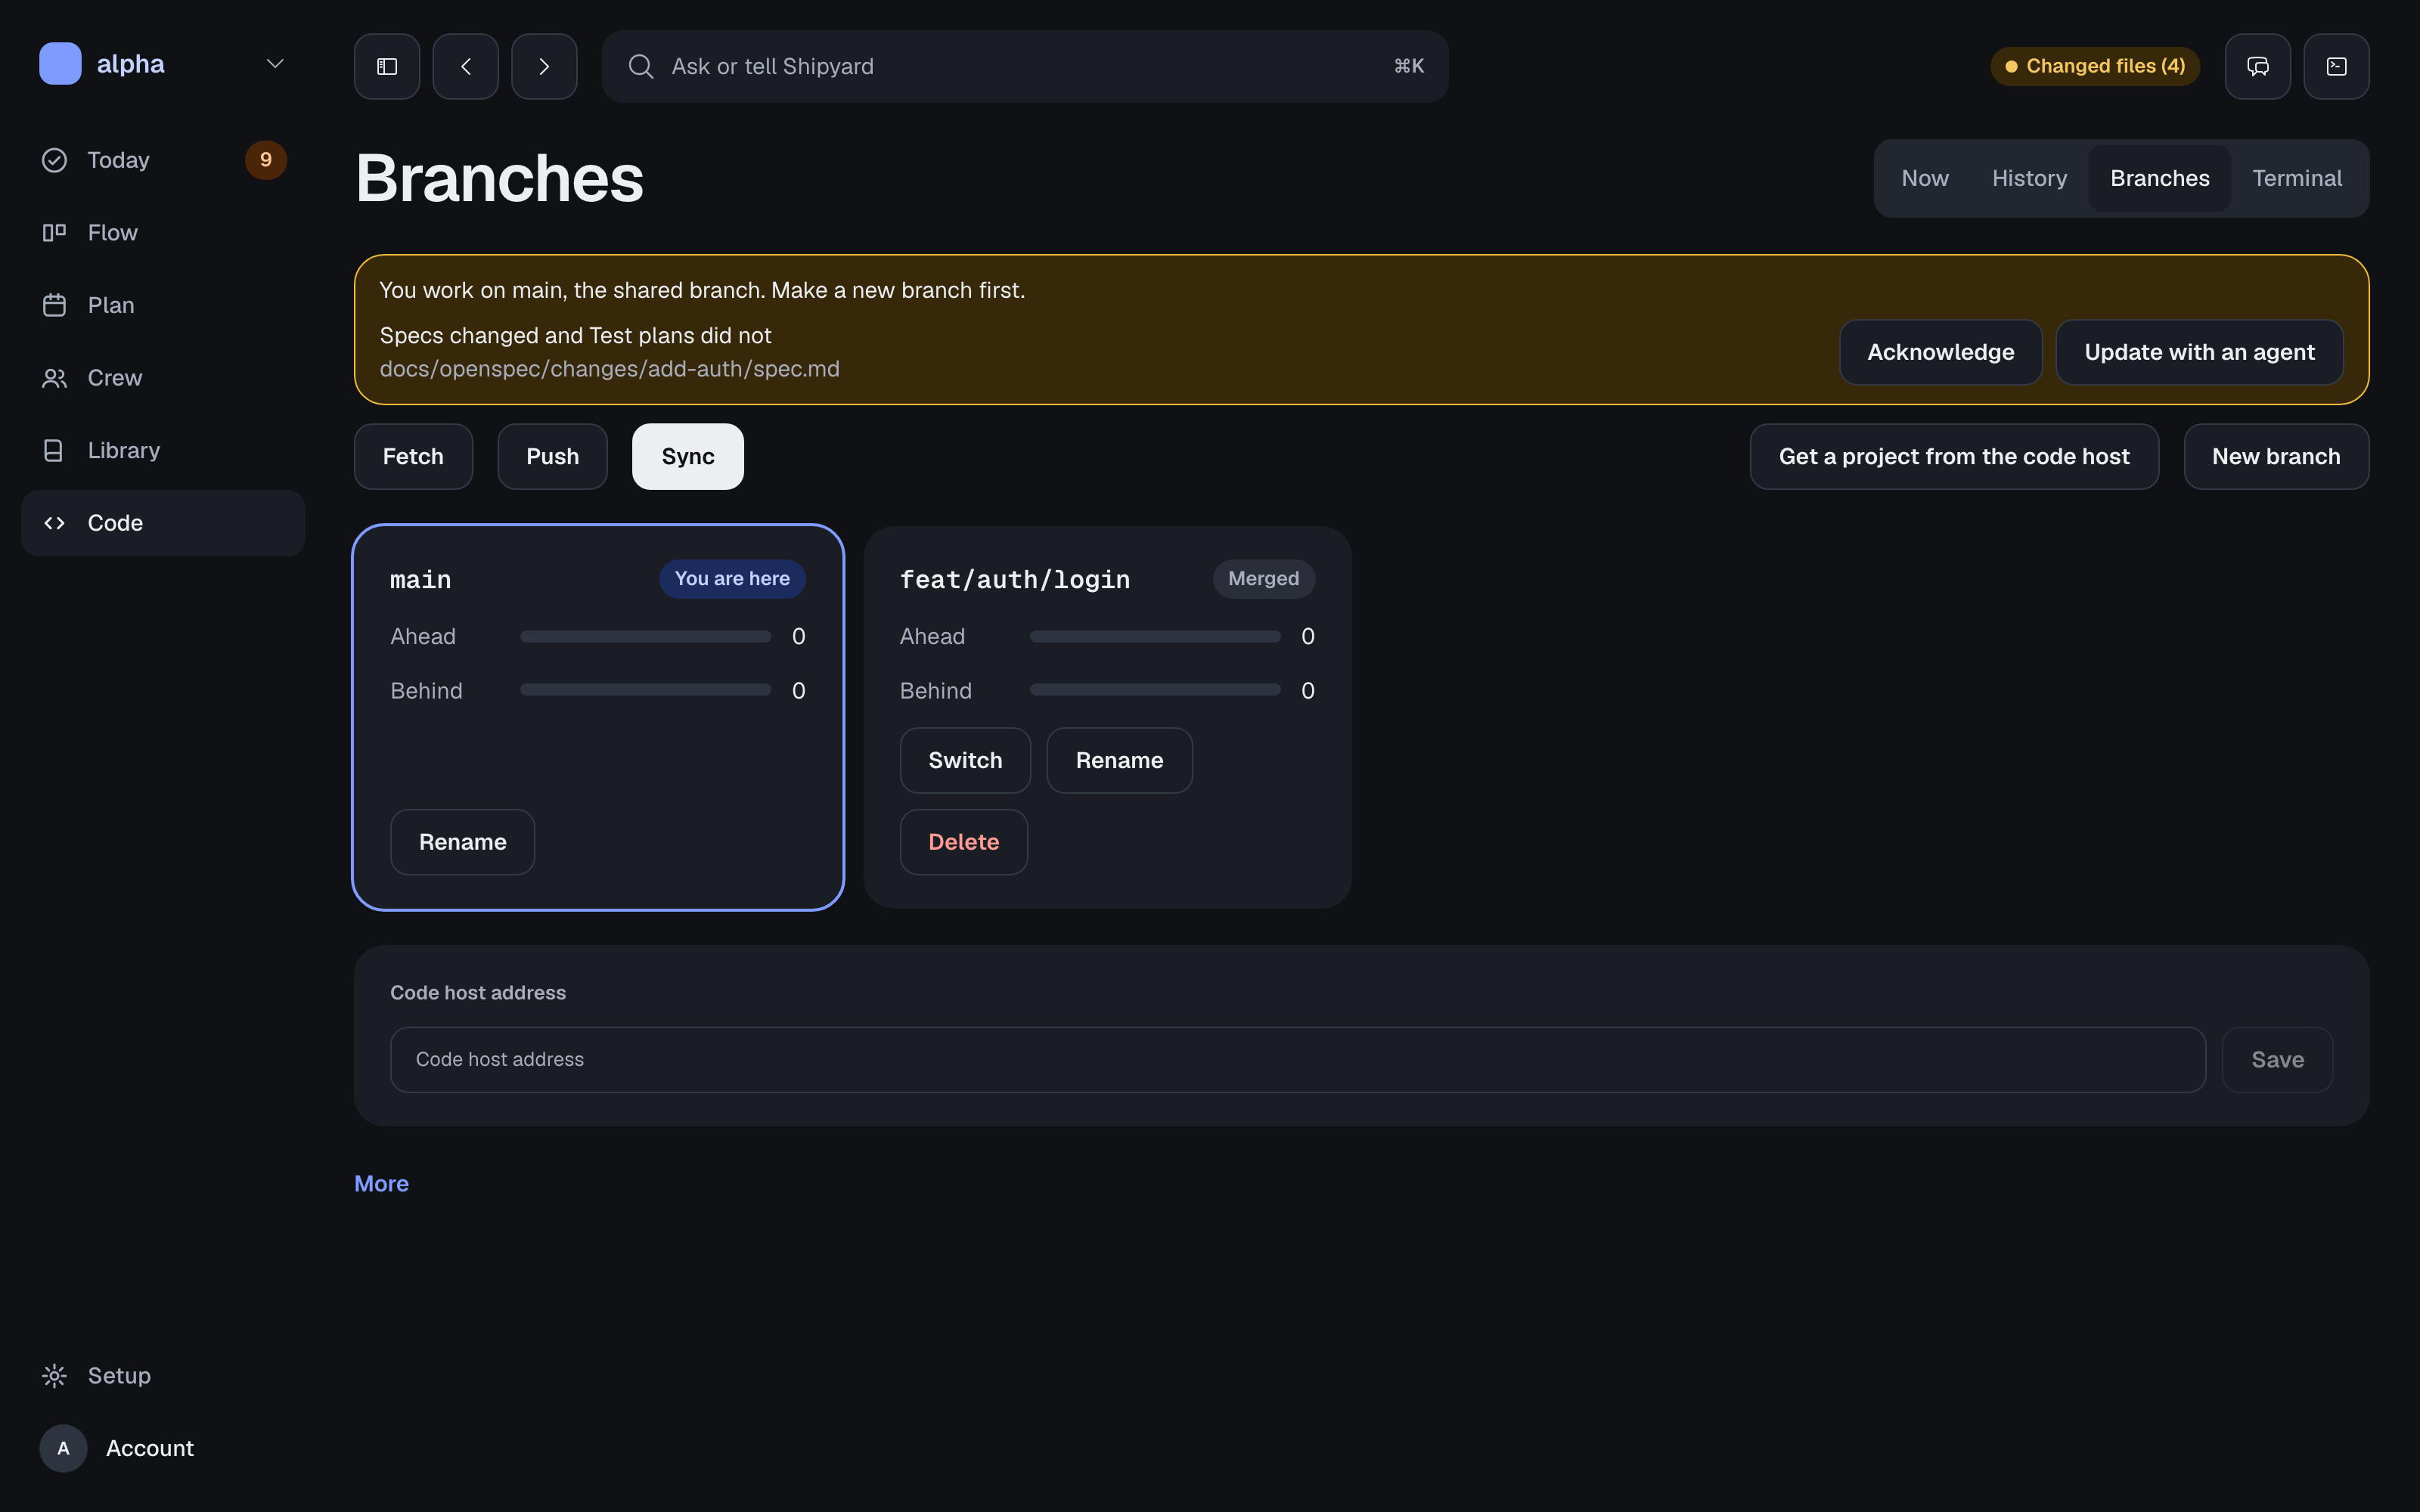 alpha
Ask or tell Shipyard
⌘K
Changed files (4)
Today
9
Flow
Plan
Crew
Library
Code
Setup
A
Account
Branches
Now
History
Branches
Terminal
You work on main, the shared branch. Make a new branch first.
Specs changed and Test plans did not
docs/openspec/changes/add-auth/spec.md
Acknowledge
Update with an agent
Fetch
Push
Sync
Get a project from the code host
New branch
main
You are here
Ahead
0
Behind
0
Rename
feat/auth/login
Merged
Ahead
0
Behind
0
Switch
Rename
Delete
Code host address
Code host address
Save
More